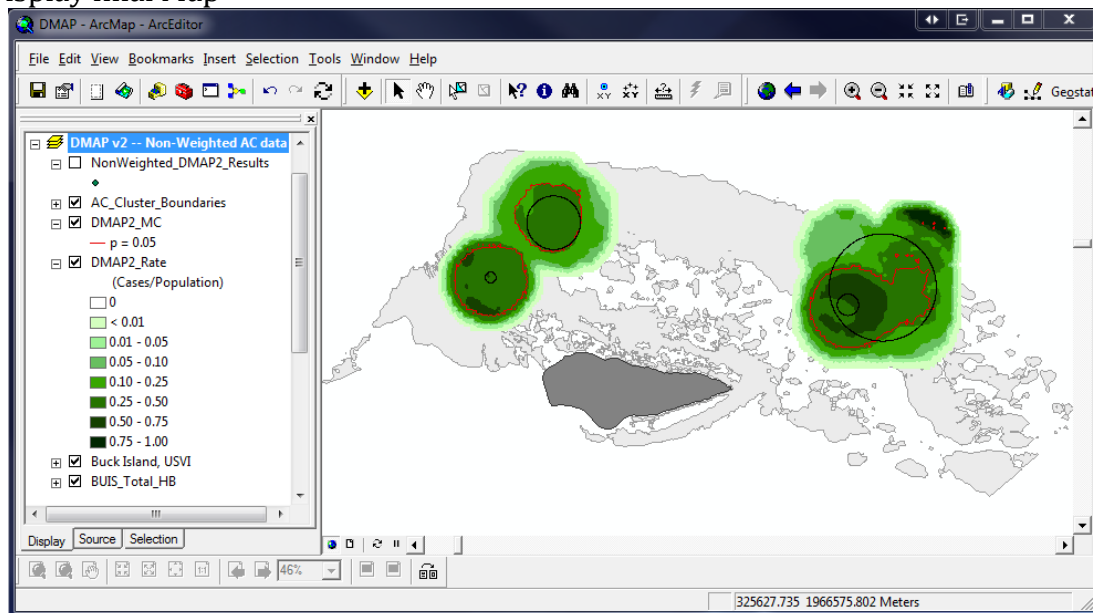 DMAP - ArcMap - ArcEditor
File Edit View Bookmarks Insert Selection Tools Window Help
Geostat
DMAP v2 -- Non-Weighted AC data
NonWeighted_DMAP2_Results
AC_Cluster_Boundaries
DMAP2_MC
p = 0.05
DMAP2_Rate
(Cases/Population)
0
< 0.01
0.01 - 0.05
0.05 - 0.10
0.10 - 0.25
0.25 - 0.50
0.50 - 0.75
0.75 - 1.00
Buck Island, USVI
BUIS_Total_HB
Display Source Selection
46%
325627.735 1966575.802 Meters